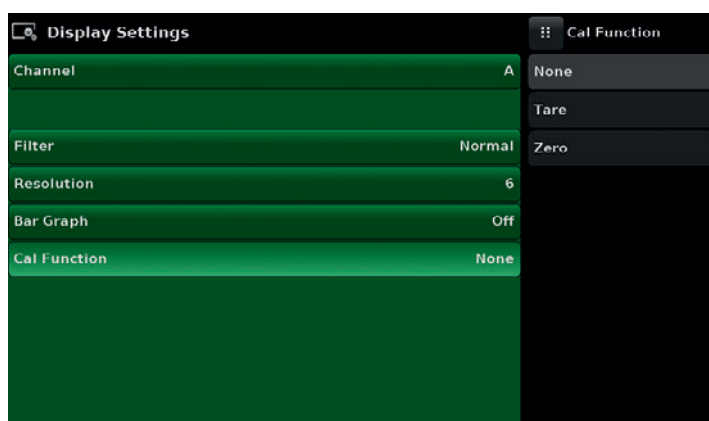 Display Settings
Channel A
Filter Normal
Resolution 6
Bar Graph Off
Cal Function None
Cal Function
None
Tare
Zero